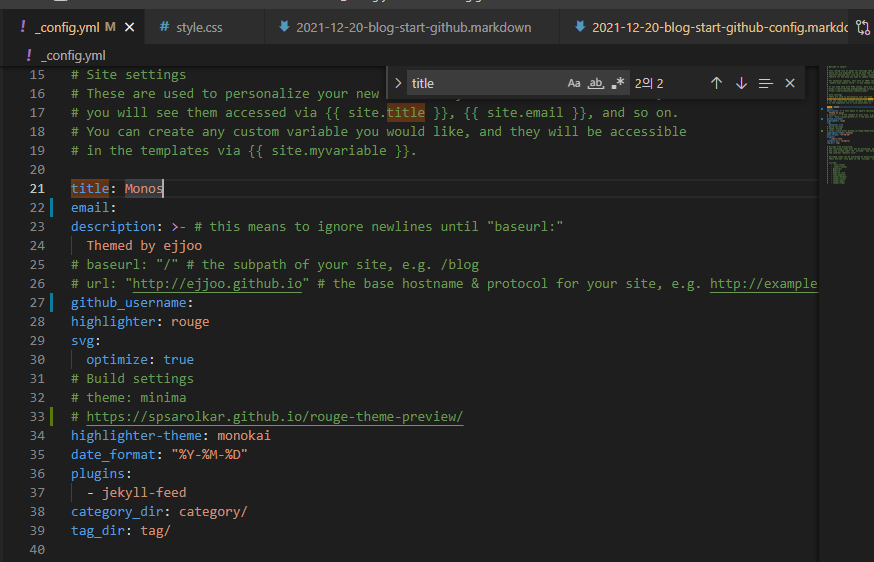 _config.yml M
style.css
2021-12-20-blog-start-github.markdown
2021-12-20-blog-start-github-config.markdo
_config.yml
title
Aa ab
2의 2
15 # Site settings
16 # These are used to personalize your new
17 # you will see them accessed via {{ site.title }}, {{ site.email }}, and so on.
18 # You can create any custom variable you would like, and they will be accessible
19 # in the templates via {{ site.myvariable }}.
20
21 title: Monos
22 email:
23 description: >- # this means to ignore newlines until "baseurl:"
24 Themed by ejjoo
25 # baseurl: "/" # the subpath of your site, e.g. /blog
26 # url: "http://ejjoo.github.io" # the base hostname & protocol for your site, e.g. http://example
27 github_username:
28 highlighter: rouge
29 svg:
30 optimize: true
31 # Build settings
32 # theme: minima
33 # https://spsarolkar.github.io/rouge-theme-preview/
34 highlighter-theme: monokai
35 date_format: "%Y-%M-%D"
36 plugins:
37 - jekyll-feed
38 category_dir: category/
39 tag_dir: tag/
40